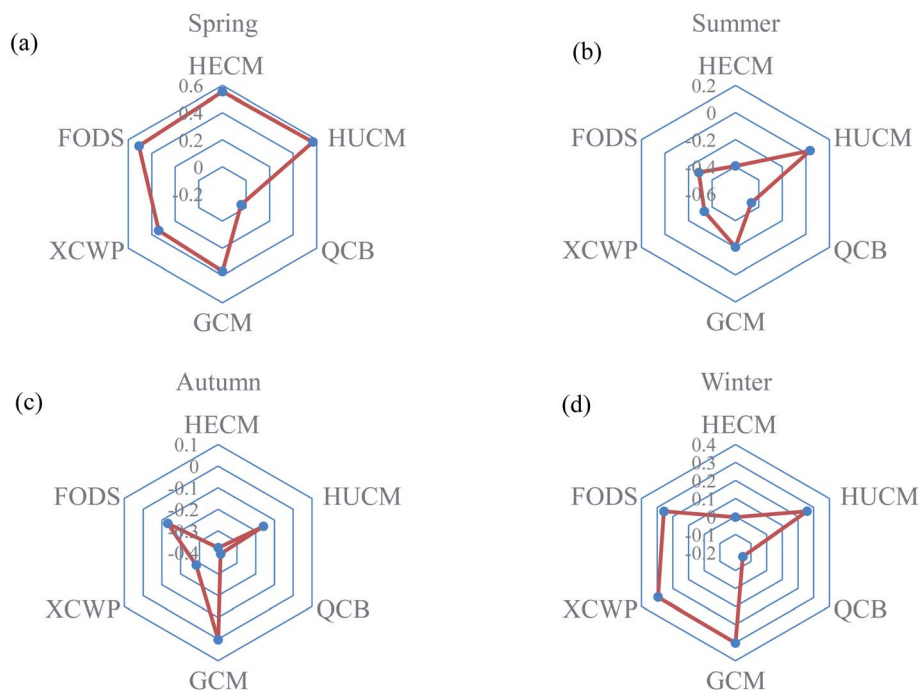 (a)
Spring
HECM
0.6
0.4
0.2
0
-0.2
FODS
HUCM
XCWP
QCB
GCM
(b)
Summer
HECM
0.2
0
-0.2
-0.4
-0.6
FODS
HUCM
XCWP
QCB
GCM
(c)
Autumn
HECM
0.1
0
-0.1
-0.2
-0.3
-0.4
FODS
HUCM
XCWP
QCB
GCM
(d)
Winter
HECM
0.4
0.3
0.2
0.1
0
-0.1
-0.2
FODS
HUCM
XCWP
QCB
GCM